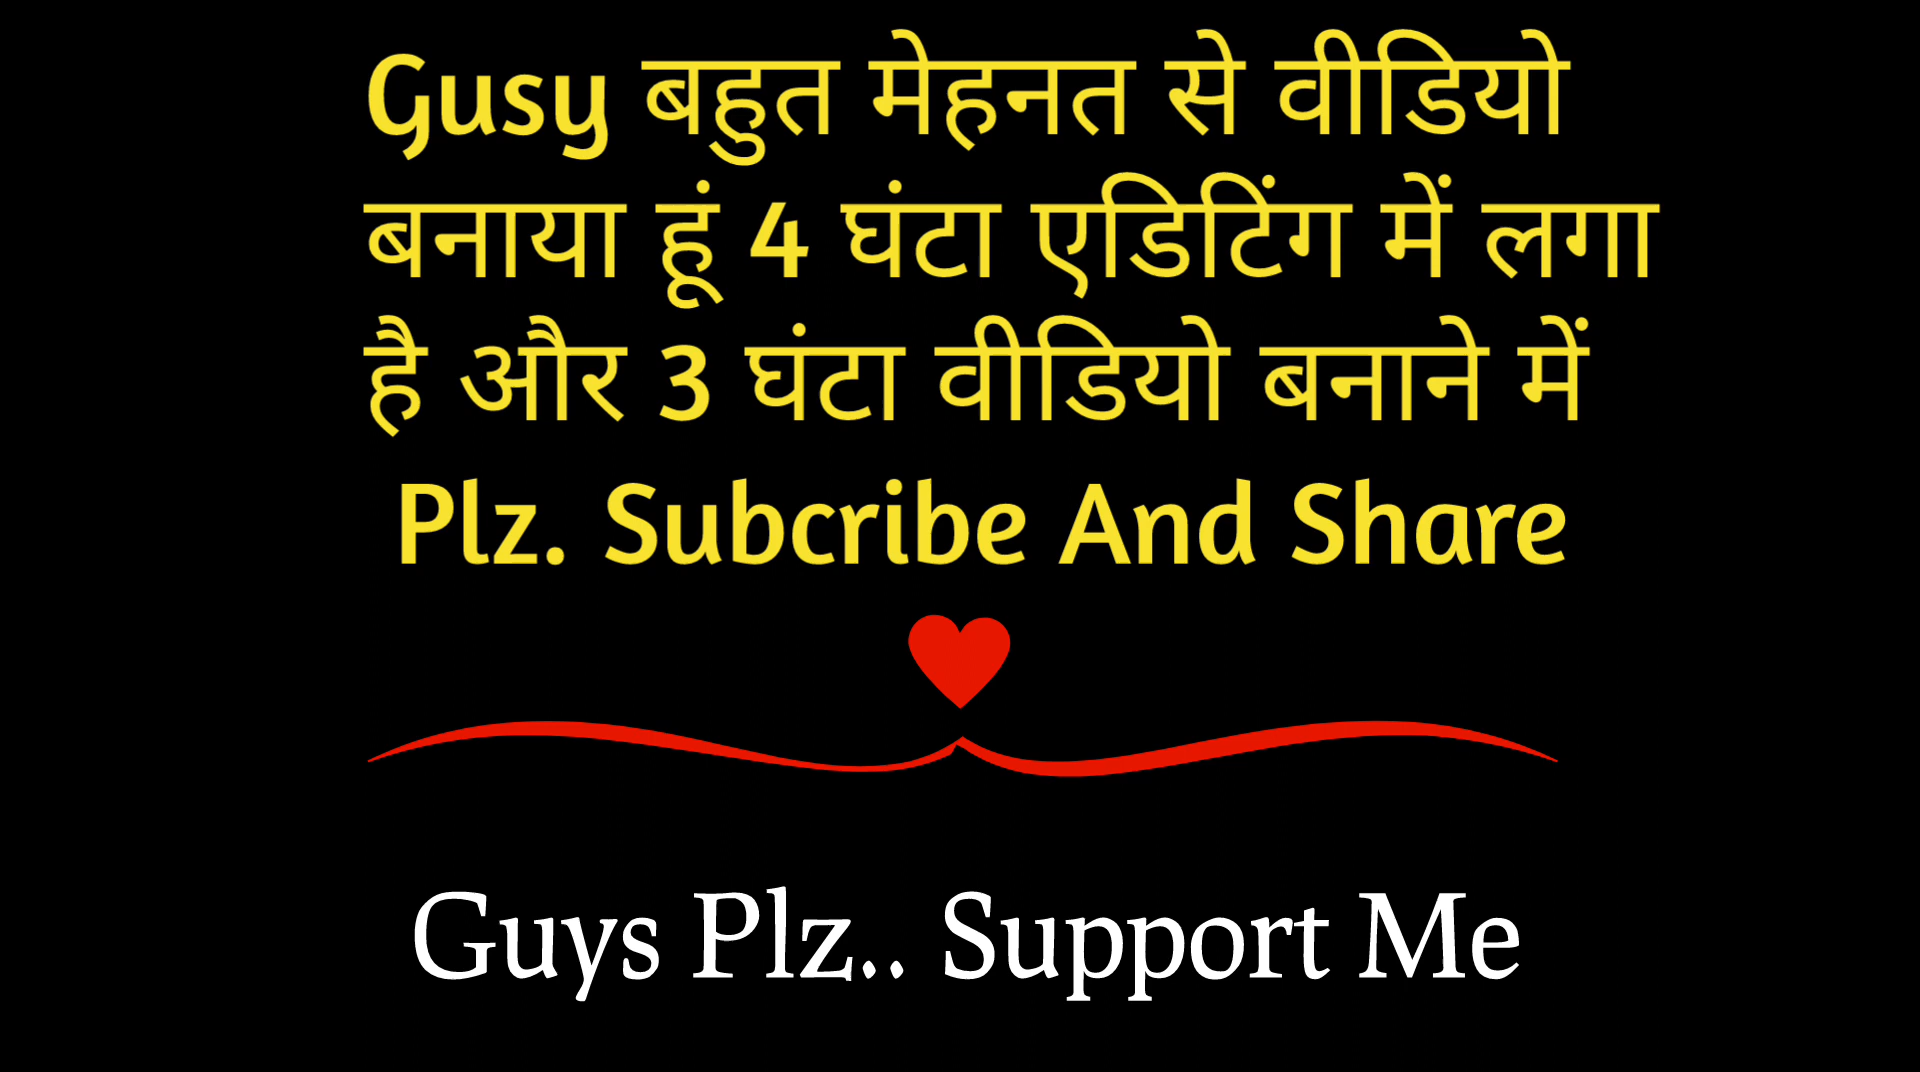 Gusy बहुत मेहनत से वीडियो
बनाया हूं 4 घंटा एडिटिंग में लगा
है और 3 घंटा वीडियो बनाने में
Plz. Subcribe And Share
Guys Plz.. Support Me